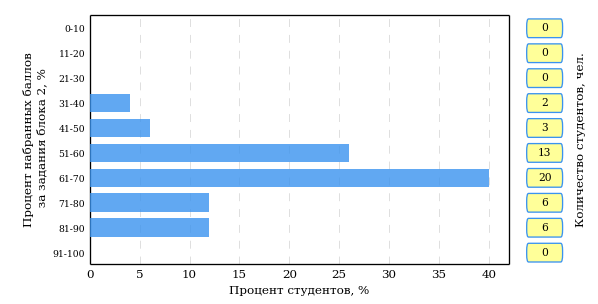 Процент набранных баллов
за задания блока 2, %
0-10 0
11-20 0
21-30 0
31-40 2
41-50 3
51-60 13
61-70 20
71-80 6
81-90 6
91-100 0
Количество студентов, чел.
0 5 10 15 20 25 30 35 40
Процент студентов, %